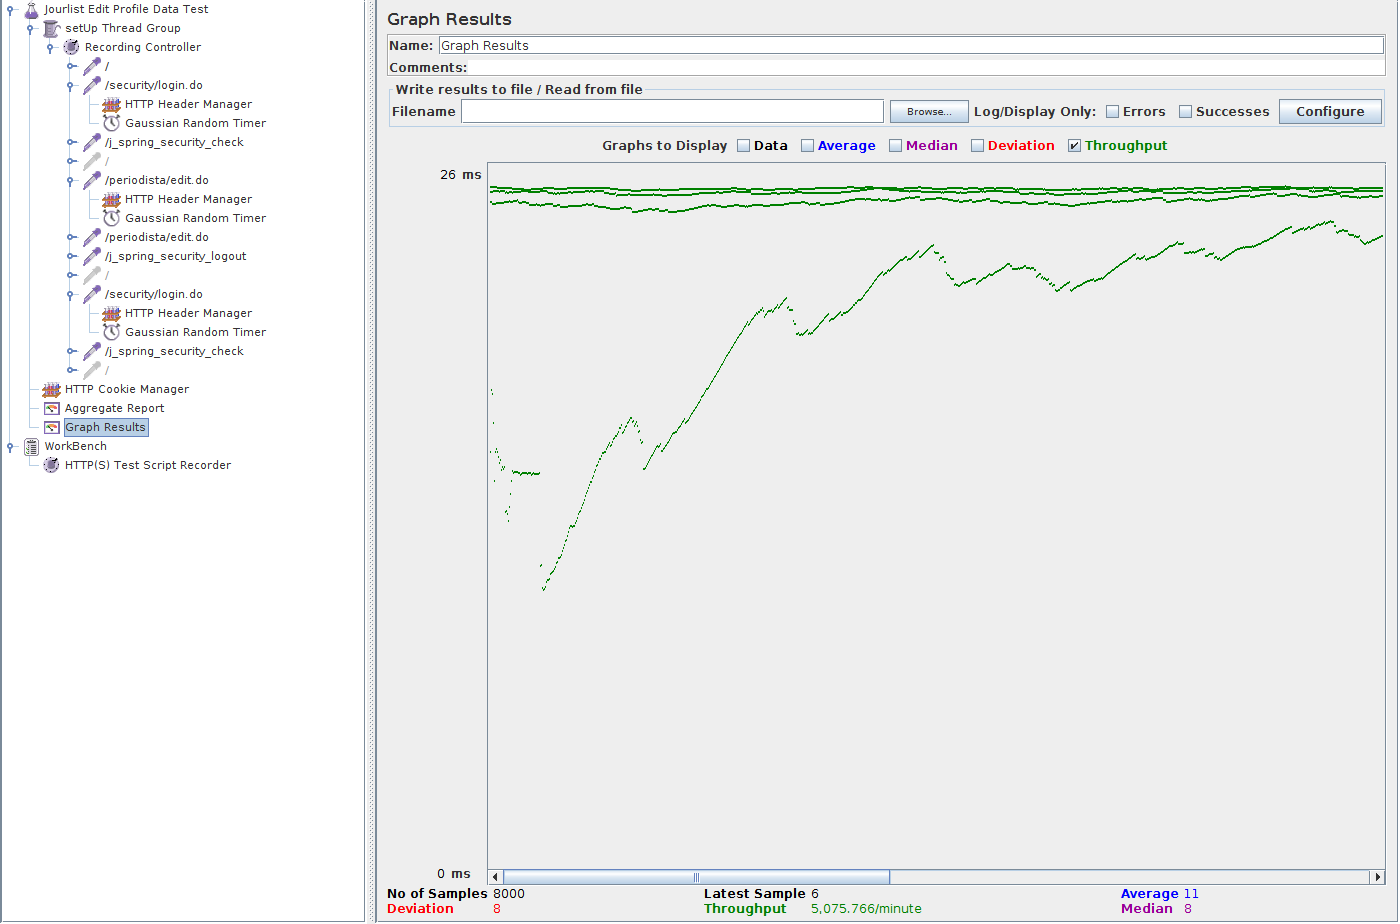 Jourlist Edit Profile Data Test
setUp Thread Group
Recording Controller
/
/security/login.do
HTTP Header Manager
Gaussian Random Timer
/j_spring_security_check
/
/periodista/edit.do
HTTP Header Manager
Gaussian Random Timer
/periodista/edit.do
/j_spring_security_logout
/
/security/login.do
HTTP Header Manager
Gaussian Random Timer
/j_spring_security_check
/
HTTP Cookie Manager
Aggregate Report
Graph Results
WorkBench
HTTP(S) Test Script Recorder
Graph Results
Name: Graph Results
Comments:
Write results to file / Read from file
Filename Browse... Log/Display Only: Errors Successes Configure
Graphs to Display Data Average Median Deviation Throughput
26 ms
0 ms
No of Samples 8000 Latest Sample 6 Average 11
Deviation 8 Throughput 5,075.766/minute Median 8